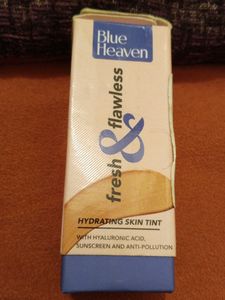 Blue
Heaven
fresh & flawless
HYDRATING SKIN TINT
WITH HYALURONIC ACID,
SUNSCREEN AND ANTI-POLLUTION